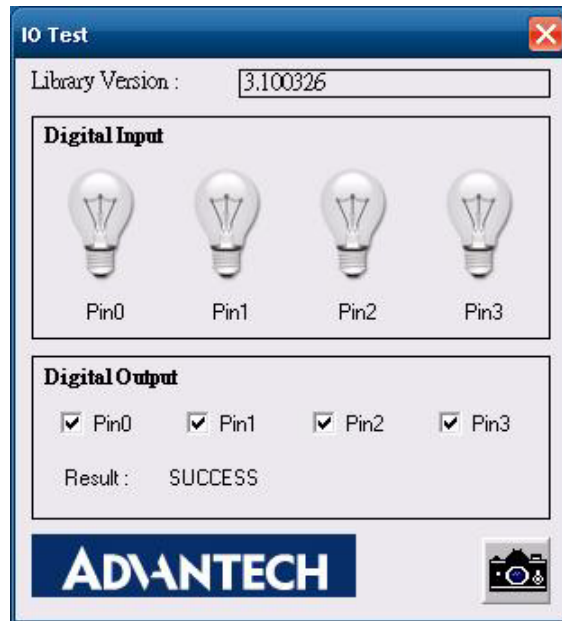 IO Test
Library Version : 3.100326
Digital Input
Pin0 Pin1 Pin2 Pin3
Digital Output
Pin0 Pin1 Pin2 Pin3
Result : SUCCESS
ADVANTECH